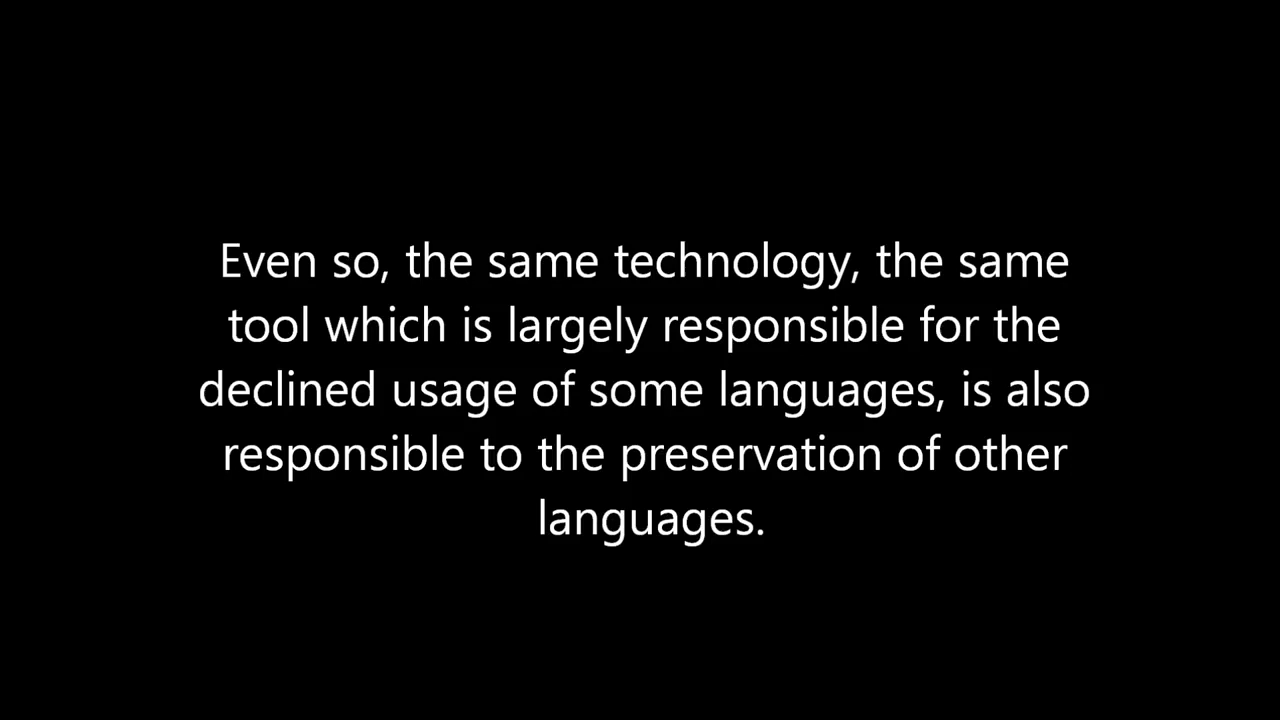 Even so, the same technology, the same
tool which is largely responsible for the
declined usage of some languages, is also
responsible to the preservation of other
languages.